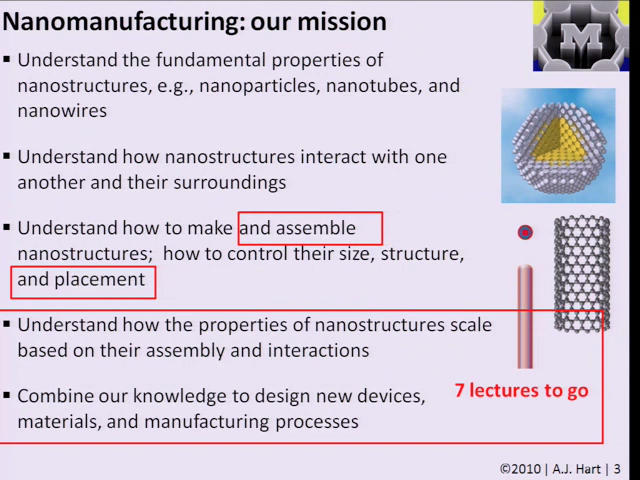 Nanomanufacturing: our mission
M
▪ Understand the fundamental properties of
nanostructures, e.g., nanoparticles, nanotubes, and
nanowires
▪ Understand how nanostructures interact with one
another and their surroundings
▪ Understand how to make and assemble
nanostructures; how to control their size, structure,
and placement
▪ Understand how the properties of nanostructures scale
based on their assembly and interactions
▪ Combine our knowledge to design new devices,
materials, and manufacturing processes
7 lectures to go
©2010 | A.J. Hart | 3